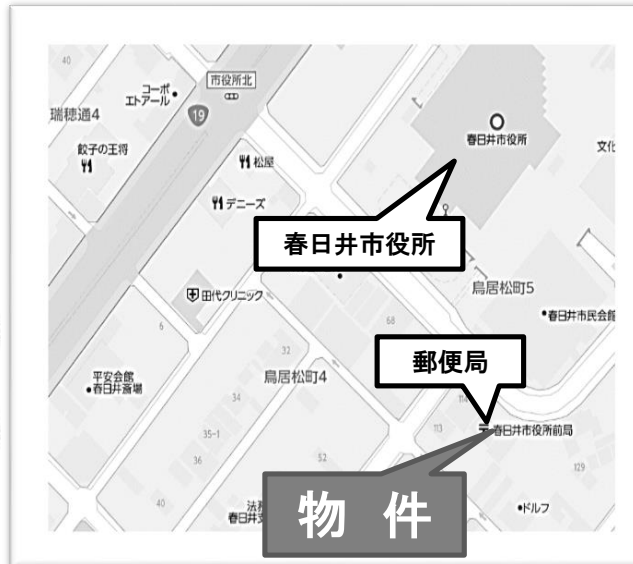 40
コーポ
エトアール
市役所北
19
瑞穂通4
餃子の王将
松屋
デニーズ
春日井市役所
文化
春日井市役所
田代クリニック
鳥居松町5
春日井市民会館
6
68
32
平安会館
春日井斎場
鳥居松町4
郵便局
34
114
113
春日井市役所前局
35-1
36
52
129
40
物 件
ドルフ
法務
春日井支